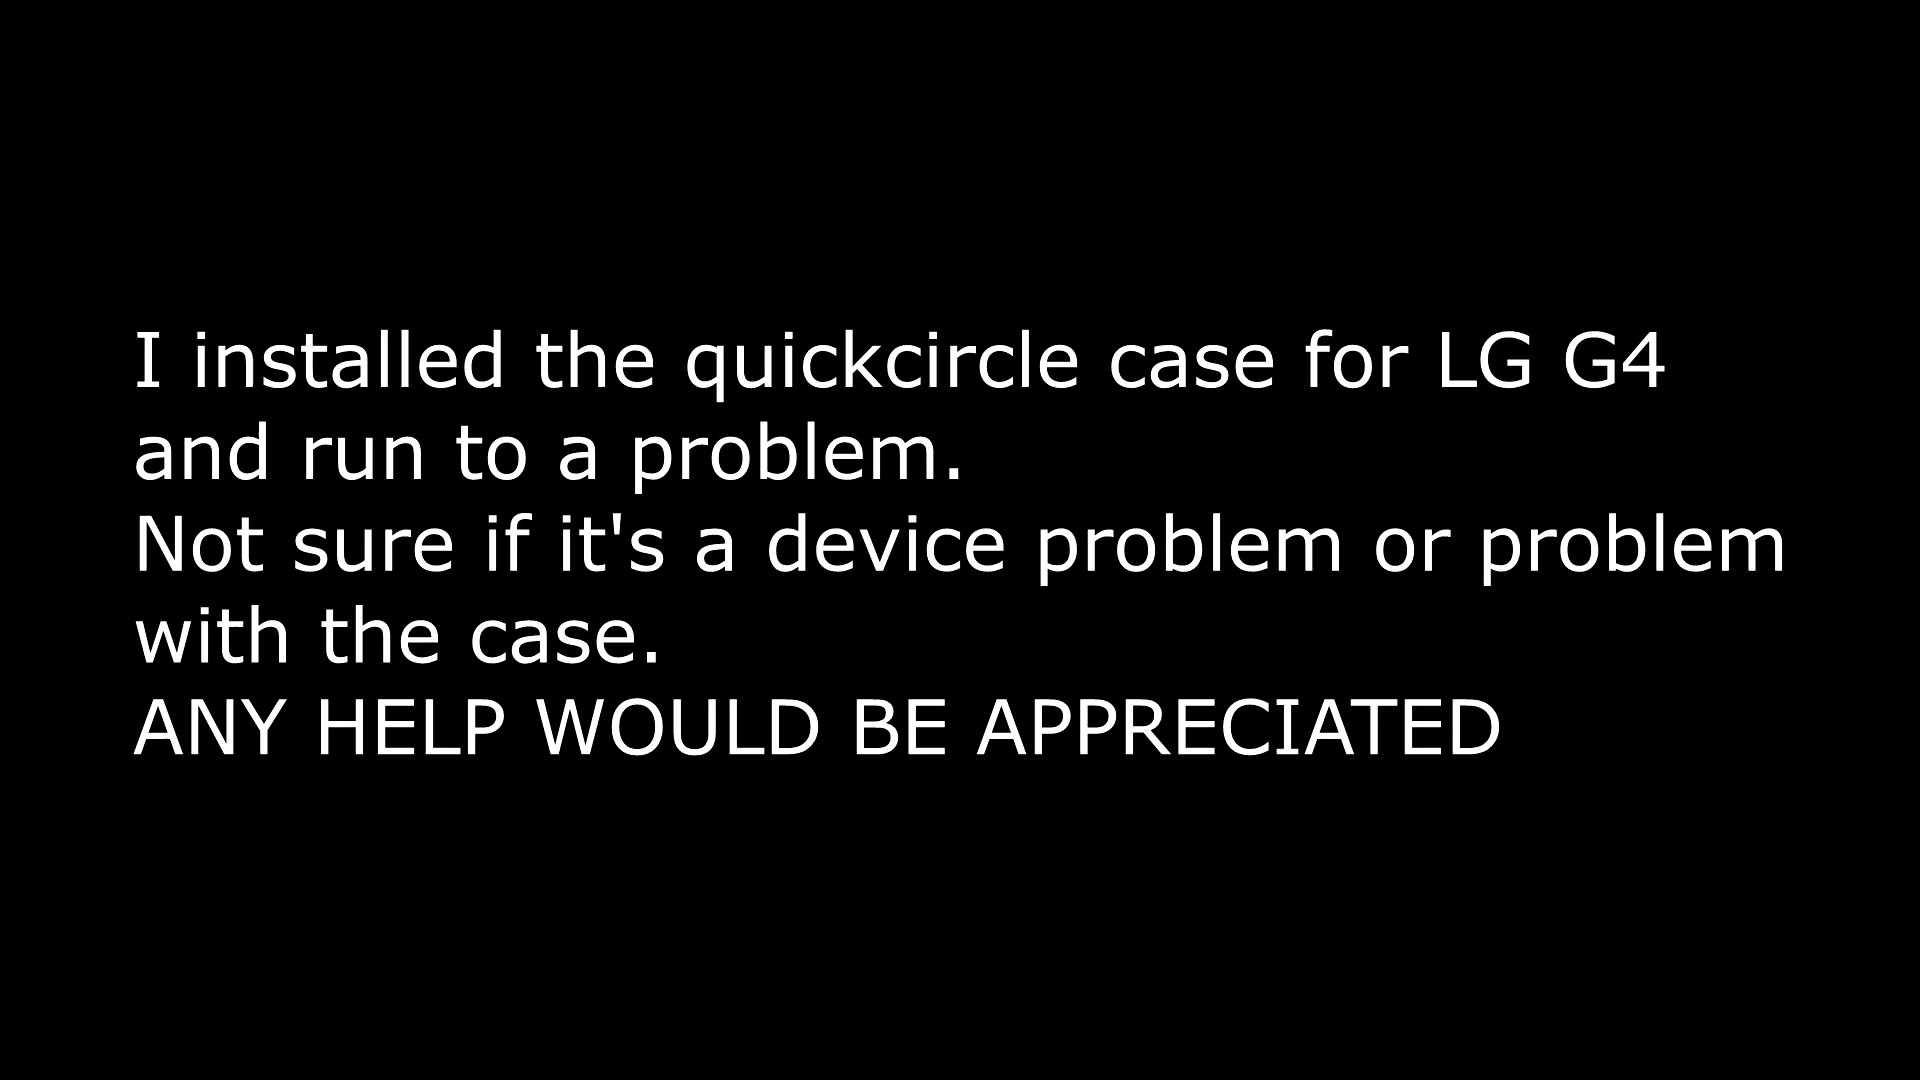 I installed the quickcircle case for LG G4
and run to a problem.
Not sure if it's a device problem or problem
with the case.
ANY HELP WOULD BE APPRECIATED